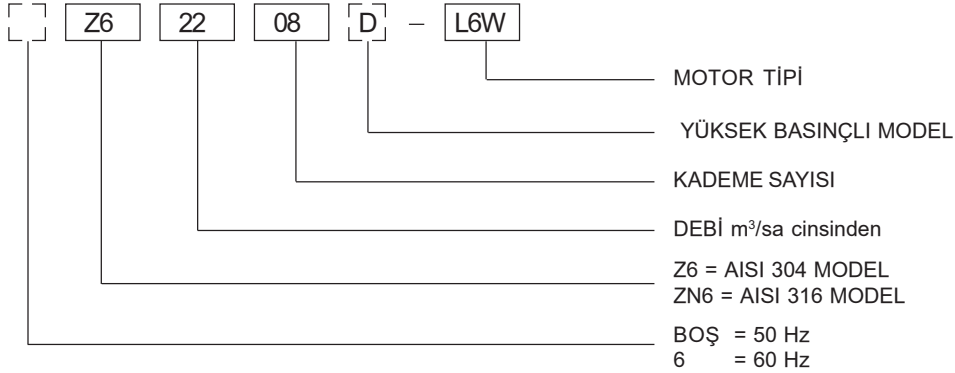 Z6 22 08 D – L6W
MOTOR TİPİ
YÜKSEK BASINÇLI MODEL
KADEME SAYISI
DEBİ m³/sa cinsinden
Z6 = AISI 304 MODEL
ZN6 = AISI 316 MODEL
BOŞ = 50 Hz
6 = 60 Hz